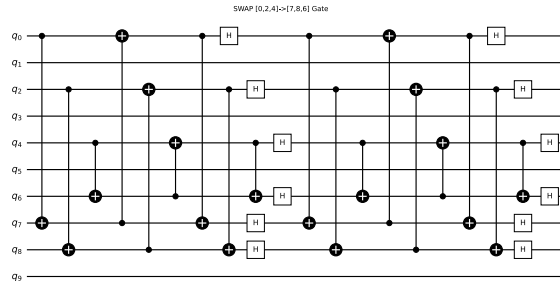 SWAP [0,2,4]->[7,8,6] Gate
q₀ H H
q₁
q₂ H H
q₃
q₄ H H
q₅
q₆ H H
q₇ H H
q₈ H H
q₉